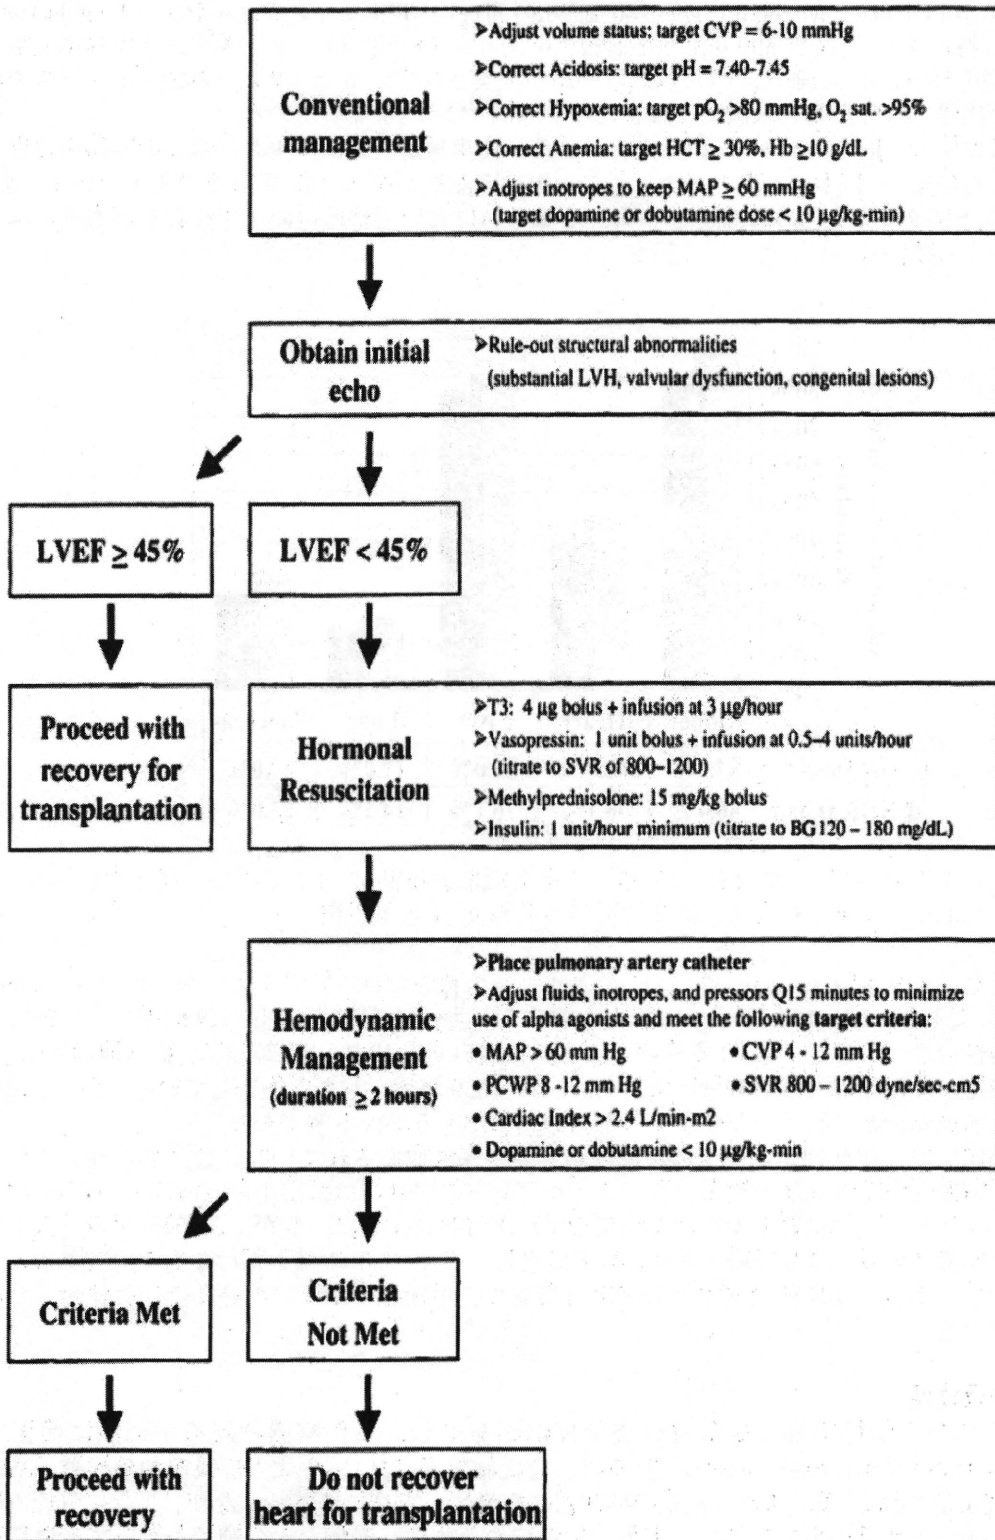 Conventional
management
➢Adjust volume status: target CVP = 6-10 mmHg
➢Correct Acidosis: target pH = 7.40-7.45
➢Correct Hypoxemia: target pO₂ >80 mmHg, O₂ sat. >95%
➢Correct Anemia: target HCT ≥ 30%, Hb ≥10 g/dL
➢Adjust inotropes to keep MAP ≥ 60 mmHg
(target dopamine or dobutamine dose < 10 µg/kg-min)
Obtain initial
echo
➢Rule-out structural abnormalities
(substantial LVH, valvular dysfunction, congenital lesions)
LVEF ≥ 45%
LVEF < 45%
Proceed with
recovery for
transplantation
Hormonal
Resuscitation
➢T3: 4 µg bolus + infusion at 3 µg/hour
➢Vasopressin: 1 unit bolus + infusion at 0.5–4 units/hour
(titrate to SVR of 800–1200)
➢Methylprednisolone: 15 mg/kg bolus
➢Insulin: 1 unit/hour minimum (titrate to BG 120 – 180 mg/dL)
Hemodynamic
Management
(duration ≥ 2 hours)
➢Place pulmonary artery catheter
➢Adjust fluids, inotropes, and pressors Q15 minutes to minimize
use of alpha agonists and meet the following target criteria:
• MAP > 60 mm Hg • CVP 4 - 12 mm Hg
• PCWP 8 -12 mm Hg • SVR 800 – 1200 dyne/sec-cm5
• Cardiac Index > 2.4 L/min-m2
• Dopamine or dobutamine < 10 µg/kg-min
Criteria Met
Criteria
Not Met
Proceed with
recovery
Do not recover
heart for transplantation